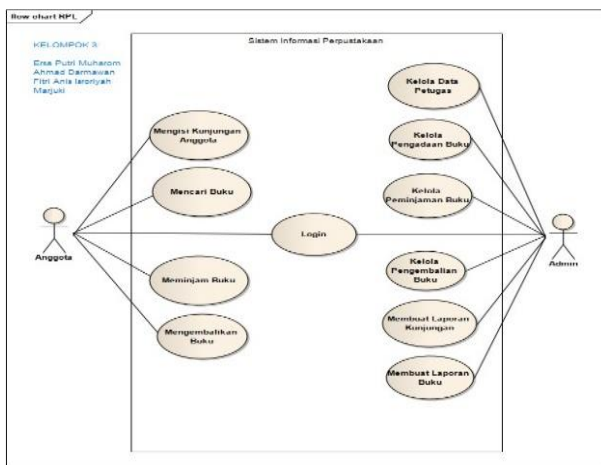 flow chart RPL
KELOMPOK 3
Ersa Putri Muharom
Ahmad Darmawan
Fitri Anis
Marjuki
Sistem Informasi Perpustakaan
Mengisi Kunjungan
Anggota
Mencari Buku
Login
Meminjam Buku
Mengembalikan
Buku
Anggota
Kelola Data
Petugas
Kelola
Pengadaan Buku
Kelola
Peminjaman Buku
Kelola
Pengembalian
Buku
Membuat Laporan
Kunjungan
Membuat Laporan
Buku
Admin